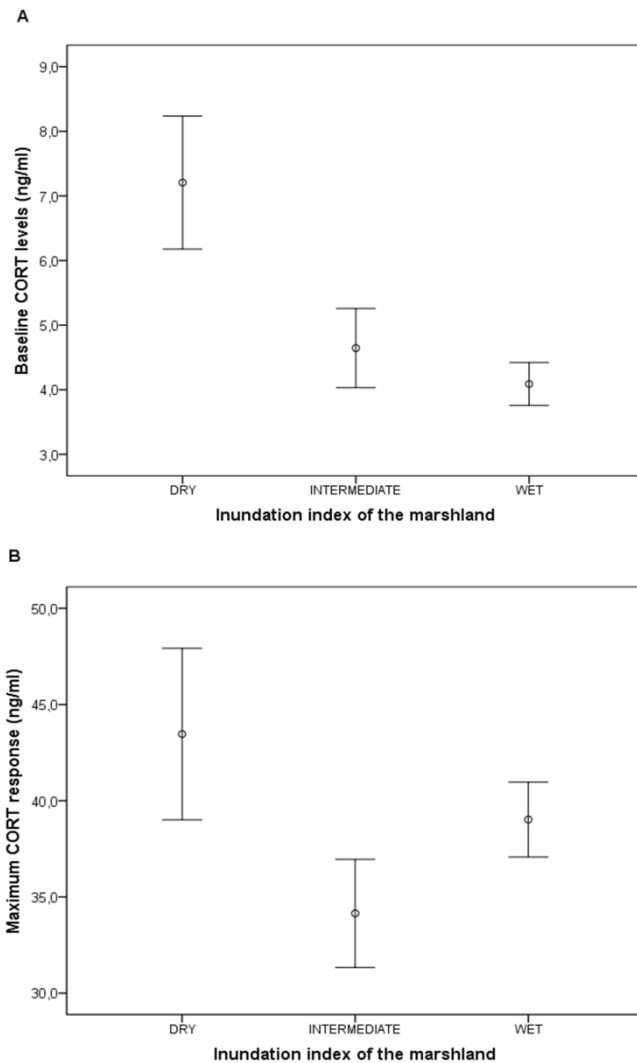 A
Baseline CORT levels (ng/ml)
9,0
8,0
7,0
6,0
5,0
4,0
3,0
DRY INTERMEDIATE WET
Inundation index of the marshland
B
Maximum CORT response (ng/ml)
50,0
45,0
40,0
35,0
30,0
DRY INTERMEDIATE WET
Inundation index of the marshland